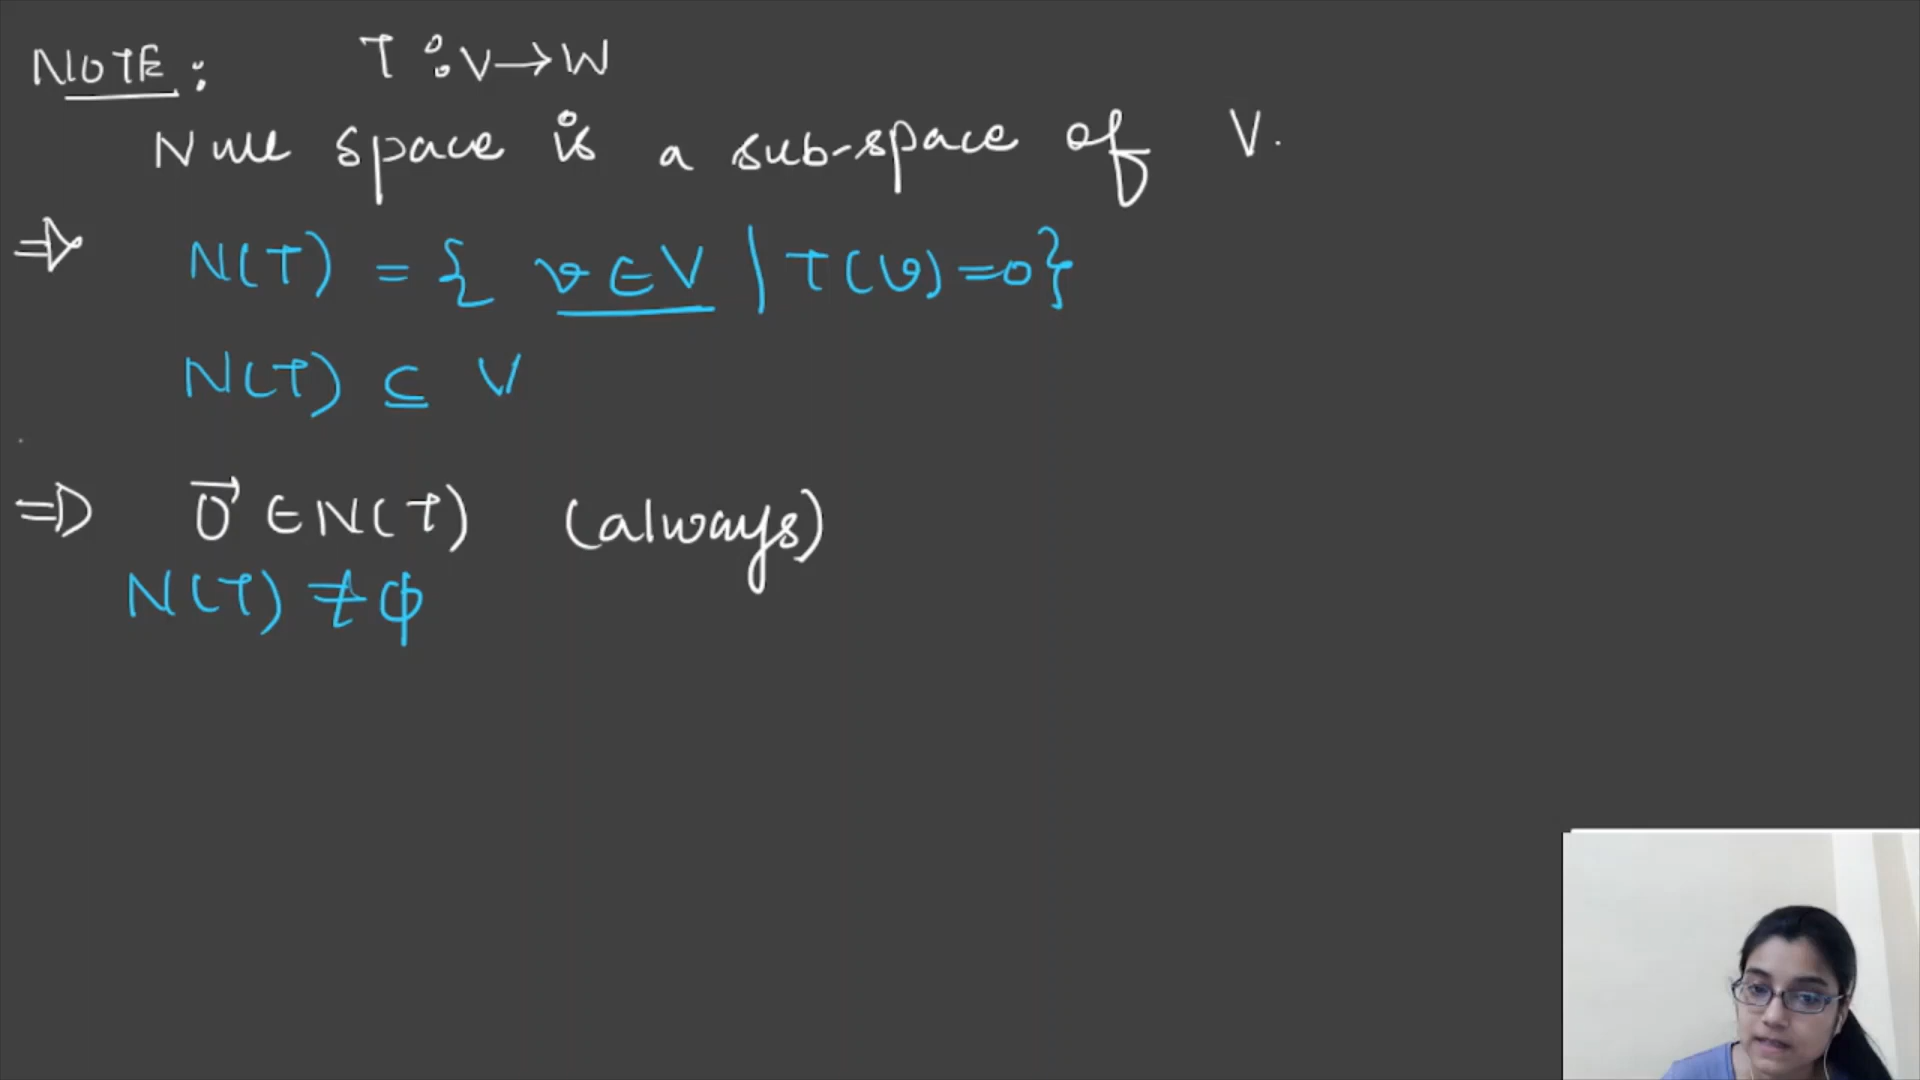 NOTE: T : V → W
Null space is a sub-space of V.
⇒ N(T) = { v ∈ V | T(v) = 0 }
N(T) ⊆ V
⇒ 0⃗ ∈ N(T) (always)
N(T) ≠ ϕ